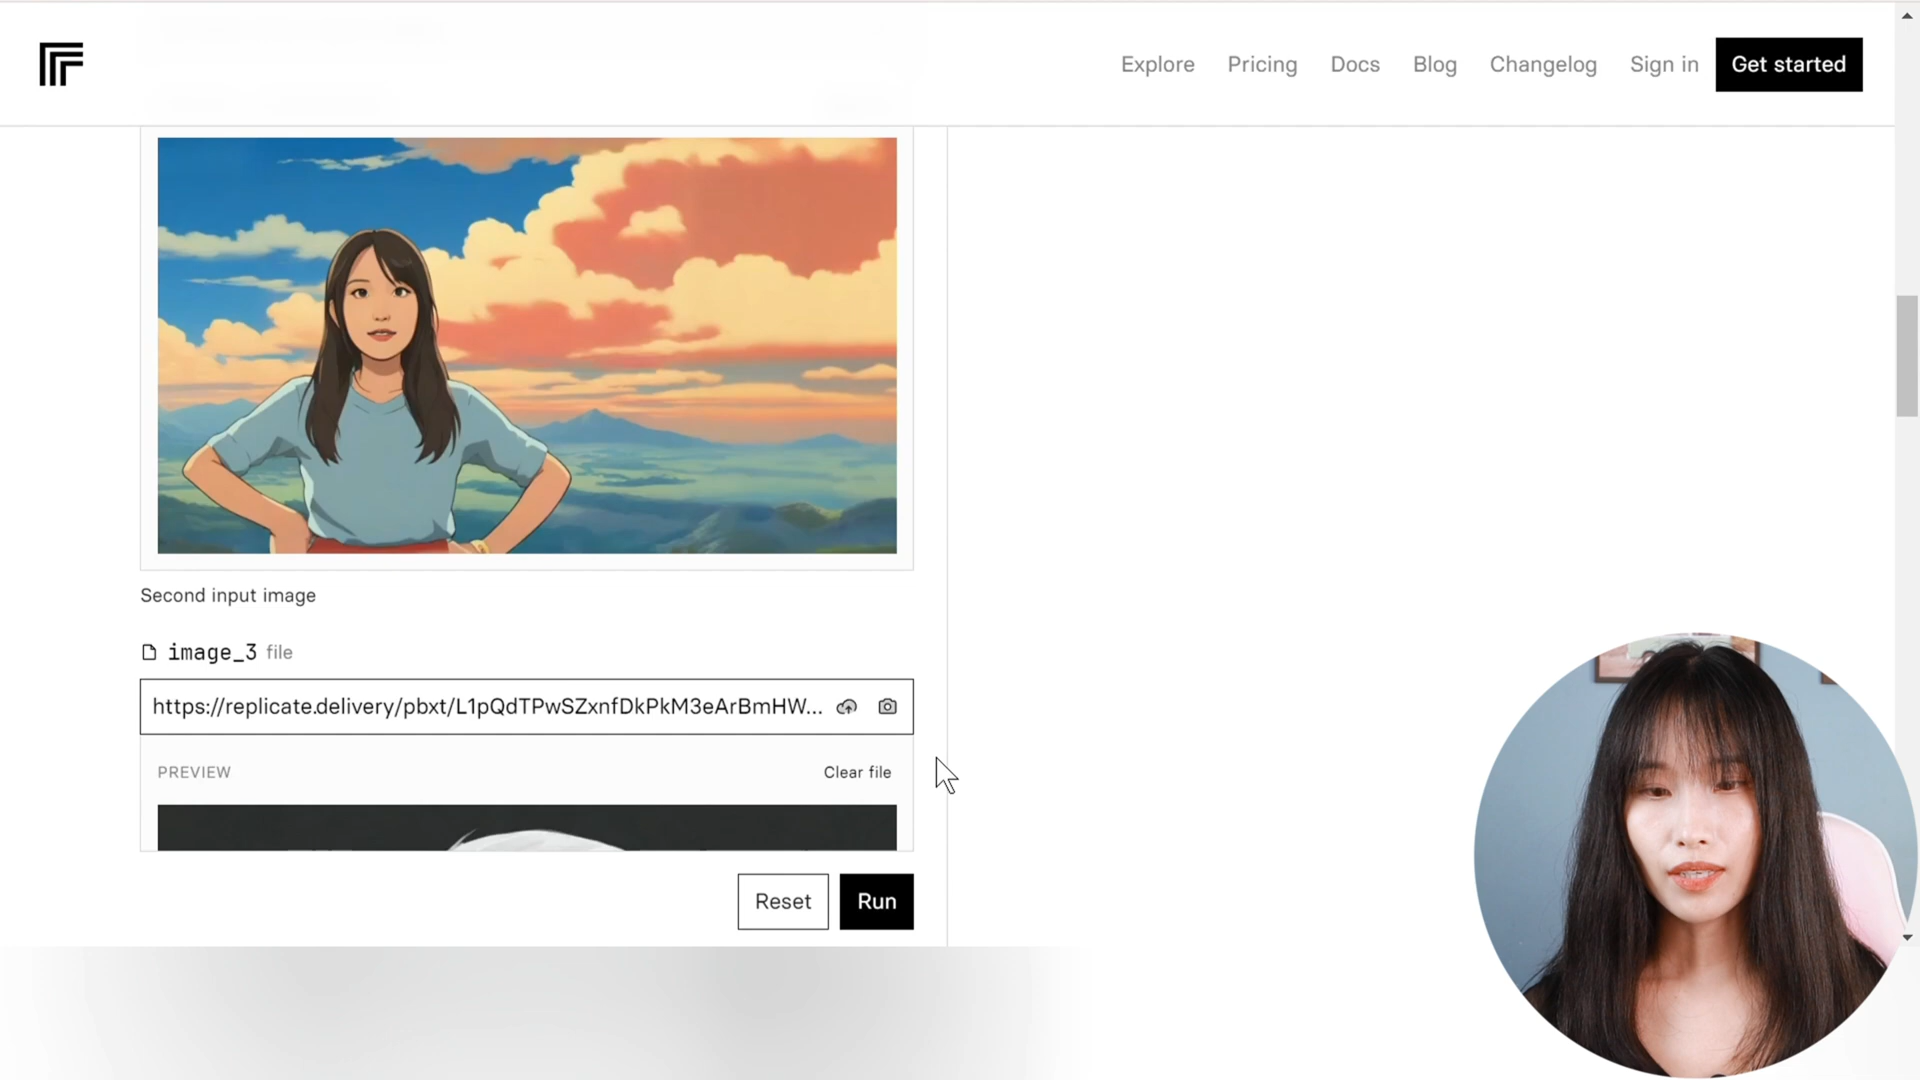 Explore Pricing Docs Blog Changelog Sign in Get started
Second input image
image_3 file
https://replicate.delivery/pbxt/L1pQdTPwSZxnfDkPkM3eArBmHW...
PREVIEW Clear file
Reset Run